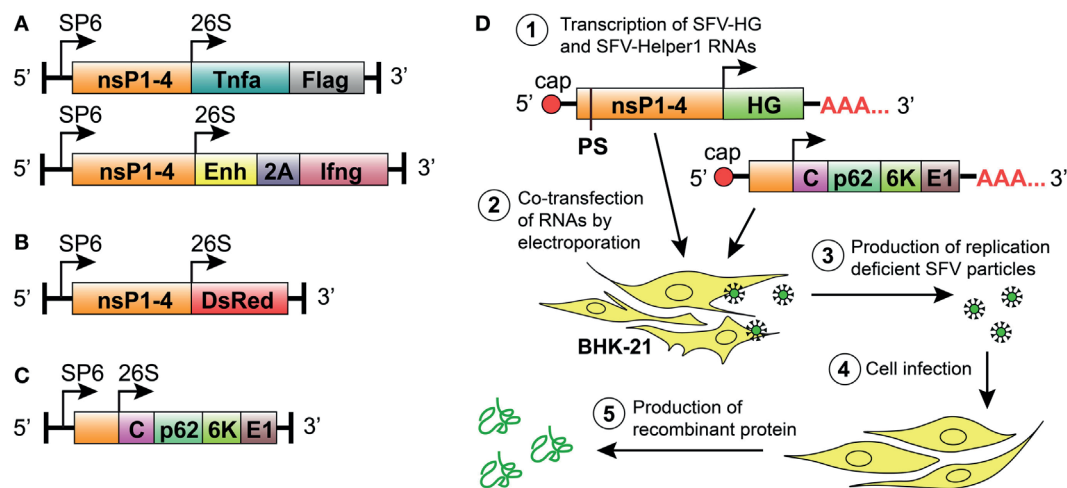 A
SP6
26S
5’
nsP1-4
Tnfa
Flag
3’
SP6
26S
5’
nsP1-4
Enh
2A
Ifng
3’
B
SP6
26S
5’
nsP1-4
DsRed
3’
C
SP6
26S
5’
C
p62
6K
E1
3’
D
1
Transcription of SFV-HG
and SFV-Helper1 RNAs
cap
5’
nsP1-4
HG
AAA...
3’
PS
cap
5’
C
p62
6K
E1
AAA...
3’
2
Co-transfection
of RNAs by
electroporation
BHK-21
3
Production of replication
deficient SFV particles
4
Cell infection
5
Production of
recombinant protein